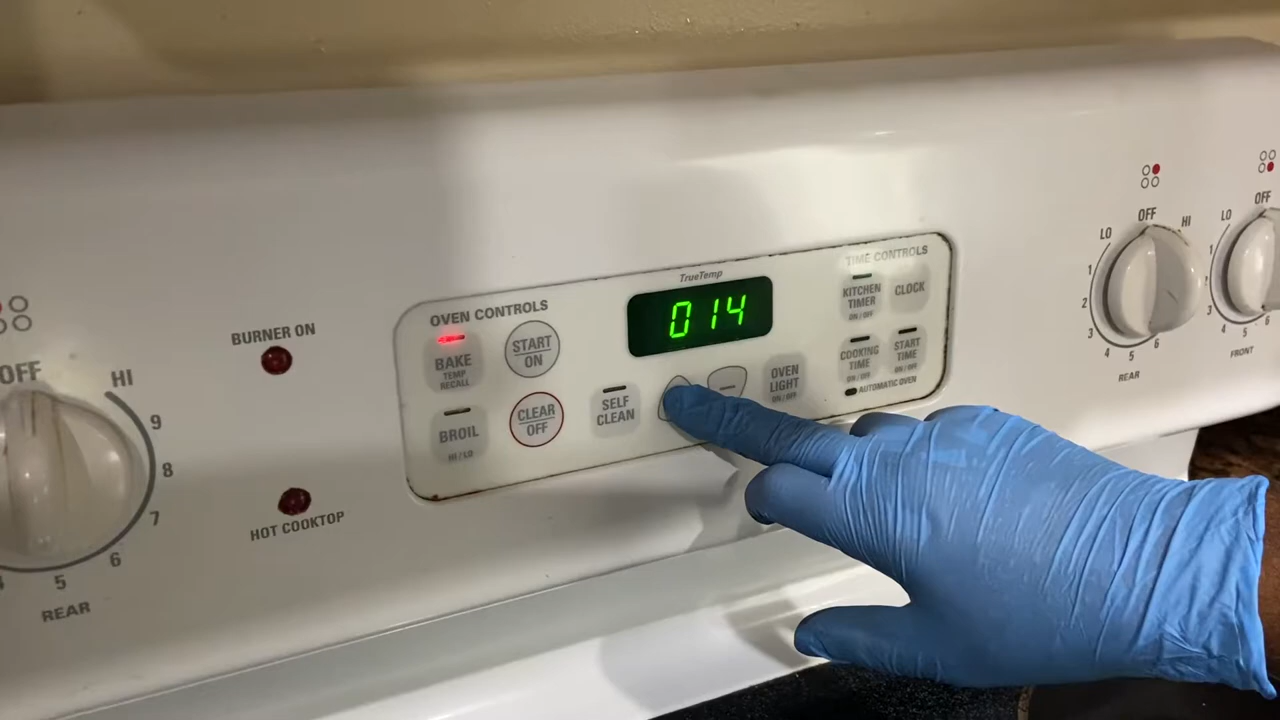 OFF
HI
9
8
7
6
5
4
REAR
BURNER ON
HOT COOKTOP
OVEN CONTROLS
BAKE
TEMP
RECALL
START
ON
BROIL
HI / LO
CLEAR
OFF
SELF
CLEAN
TrueTemp
014
OVEN
LIGHT
ON / OFF
TIME CONTROLS
KITCHEN
TIMER
ON / OFF
CLOCK
COOKING
TIME
ON / OFF
START
TIME
ON / OFF
AUTOMATIC OVEN
OFF
LO
HI
1
2
3
4
5
6
REAR
OFF
LO
1
2
3
4
5
6
FRONT